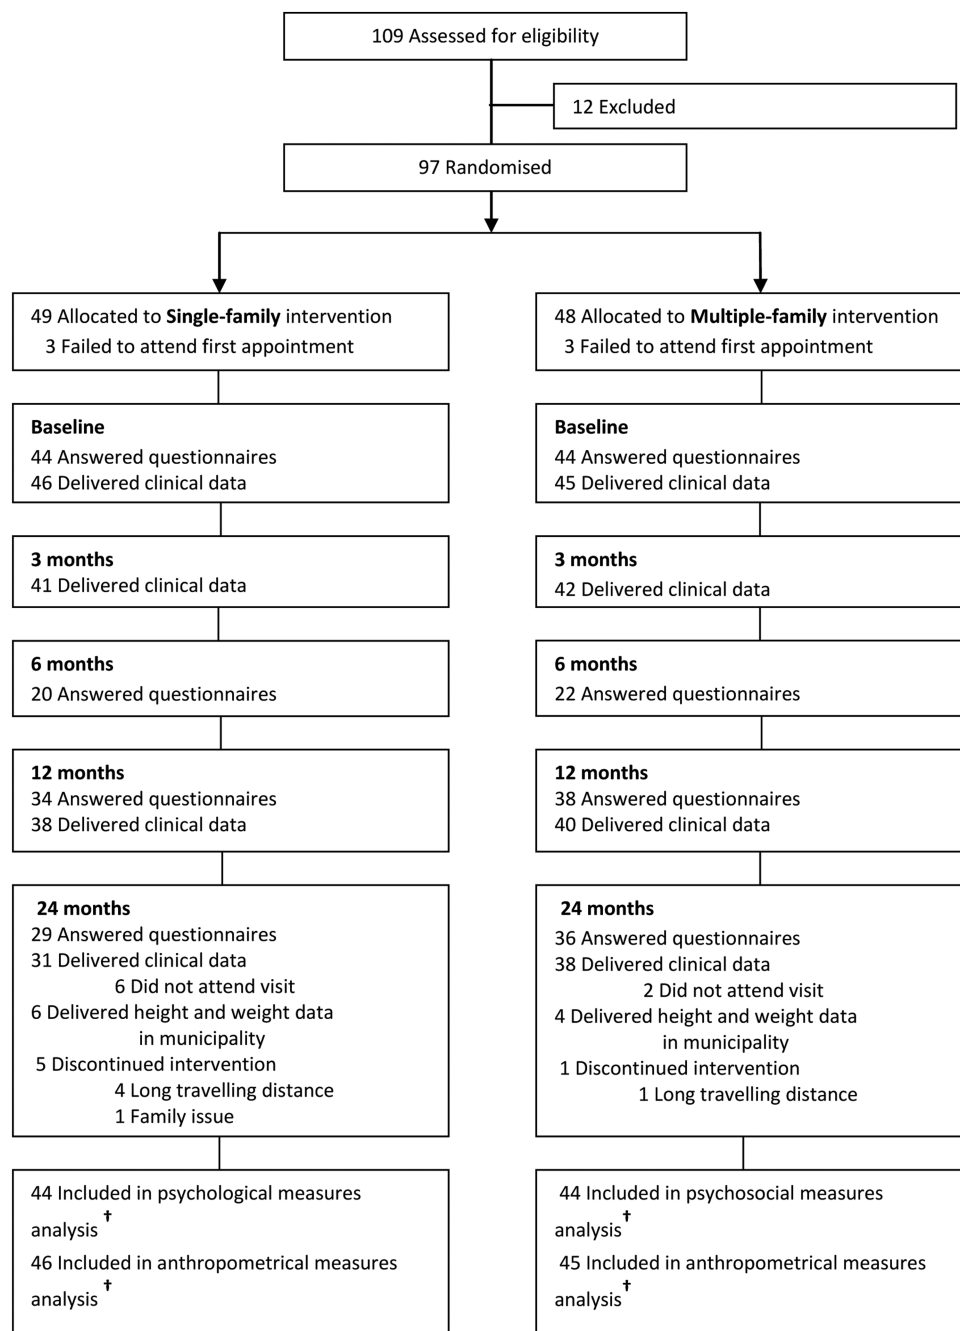 109 Assessed for eligibility
12 Excluded
97 Randomised
49 Allocated to Single-family intervention
3 Failed to attend first appointment
48 Allocated to Multiple-family intervention
3 Failed to attend first appointment
Baseline
44 Answered questionnaires
46 Delivered clinical data
Baseline
44 Answered questionnaires
45 Delivered clinical data
3 months
41 Delivered clinical data
3 months
42 Delivered clinical data
6 months
20 Answered questionnaires
6 months
22 Answered questionnaires
12 months
34 Answered questionnaires
38 Delivered clinical data
12 months
38 Answered questionnaires
40 Delivered clinical data
24 months
29 Answered questionnaires
31 Delivered clinical data
6 Did not attend visit
6 Delivered height and weight data
in municipality
5 Discontinued intervention
4 Long travelling distance
1 Family issue
24 months
36 Answered questionnaires
38 Delivered clinical data
2 Did not attend visit
4 Delivered height and weight data
in municipality
1 Discontinued intervention
1 Long travelling distance
44 Included in psychological measures
analysis †
46 Included in anthropometrical measures
analysis †
44 Included in psychosocial measures
analysis †
45 Included in anthropometrical measures
analysis †